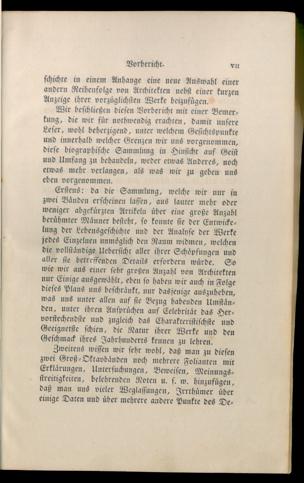 Vorbericht. VII
schichte in einem Anhange eine neue Auswahl einer
andern Reihenfolge von Architekten nebst einer kurzen
Anzeige ihrer vorzüglichsten Werke beizufügen.
Wir beschließen diesen Vorbericht mit einer Bemer-
kung, die wir für nothwendig erachten, damit unsere
Leser, wohl beherzigend, unter welchem Gesichtspunkte
und innerhalb welcher Grenzen wir uns vorgenommen,
diese biographische Sammlung in Hinsicht auf Geist
und Umfang zu behandeln, weder etwas Anderes, noch
etwas mehr verlangen, als was wir zu geben uns
eben vorgenommen.
Erstens: da die Sammlung, welche wir nur in
zwei Bänden erscheinen lassen, aus lauter mehr oder
weniger abgekürzten Artikeln über eine große Anzahl
berühmter Männer besteht, so konnte sie der Entwicke-
lung der Lebensgeschichte und der Analyse der Werke
jedes Einzelnen unmöglich den Raum widmen, welchen
die vollständige Uebersicht aller ihrer Schöpfungen und
aller sie betreffenden Details erfordern würde. So
wie wir aus einer sehr großen Anzahl von Architekten
nur Einige ausgewählt, eben so haben wir auch in Folge
dieses Plans uns beschränkt, nur dasjenige auszuheben,
was uns unter allen auf sie Bezug habenden Umstän-
den, unter ihren Ansprüchen auf Celebrität das Her-
vorstechendste und zugleich das Charakteristischste und
Geeignetste schien, die Natur ihrer Werke und den
Geschmack ihres Jahrhunderts kennen zu lehren.
Zweitens wissen wir sehr wohl, daß man zu diesen
zwei Groß-Oktavbänden noch mehrere Folianten mit
Erklärungen, Untersuchungen, Beweisen, Meinungs-
streitigkeiten, belehrenden Noten u. s. w. hinzufügen,
daß man uns vieler Weglassungen, Irrthümer über
einige Daten und über mehrere andere Punkte des De-